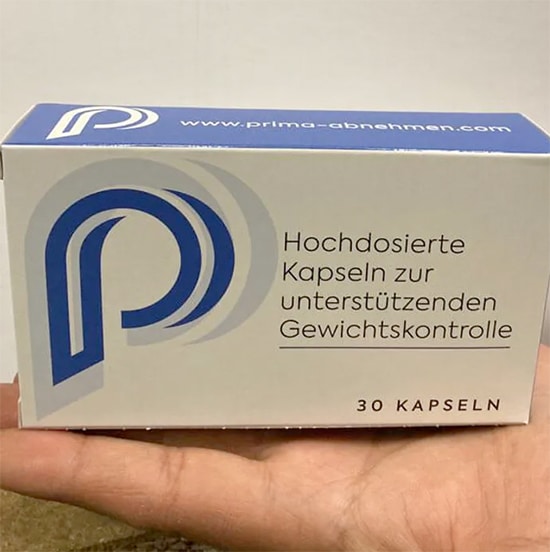 www.prima-abnehmen.com
Hochdosierte
Kapseln zur
unterstützenden
Gewichtskontrolle
30 KAPSELN